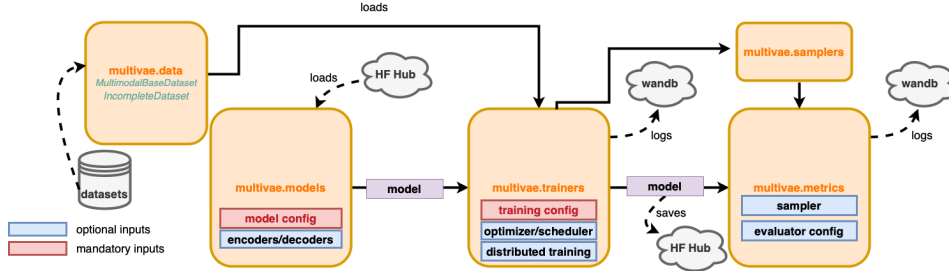 loads
multivae.data
MultimodalBaseDataset
IncompleteDataset
loads
HF Hub
multivae.samplers
wandb
wandb
logs
logs
datasets
multivae.models
model
multivae.trainers
model
multivae.metrics
model config
encoders/decoders
training config
optimizer/scheduler
distributed training
saves
HF Hub
sampler
evaluator config
optional inputs
mandatory inputs